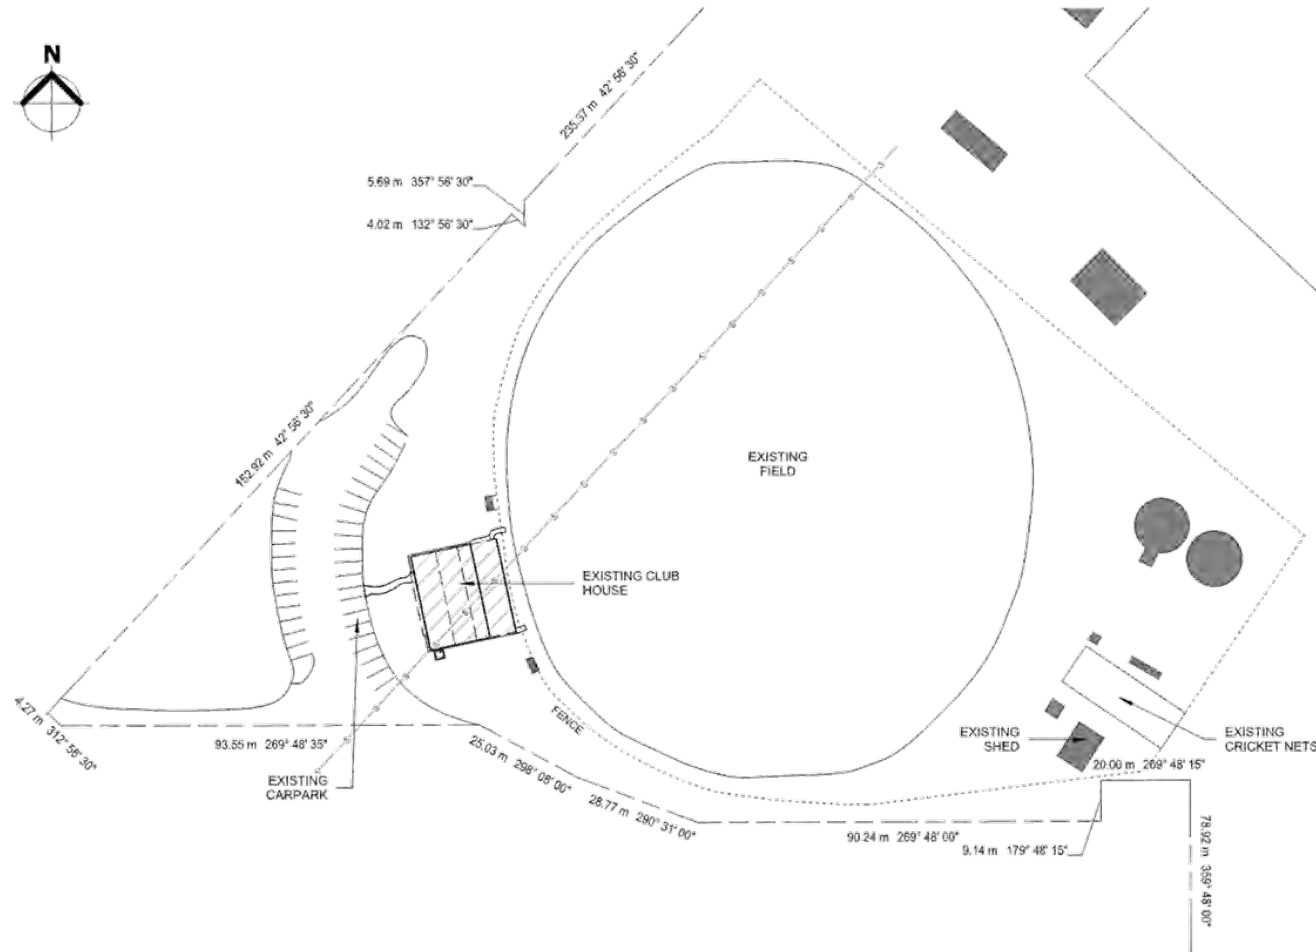 N
235.37 m 42° 56' 30"
5.69 m 357° 56' 30"
4.02 m 132° 56' 30"
152.92 m 42° 56' 30"
EXISTING
FIELD
EXISTING CLUB
HOUSE
4.27 m 312° 56' 30"
93.55 m 269° 48' 35"
EXISTING
CARPARK
FENCE
25.03 m 298° 08' 00"
28.77 m 290° 31' 00"
EXISTING
SHED
EXISTING
CRICKET NETS
20.00 m 269° 48' 15"
90.24 m 269° 48' 00"
9.14 m 179° 48' 15"
78.92 m 359° 48' 00"